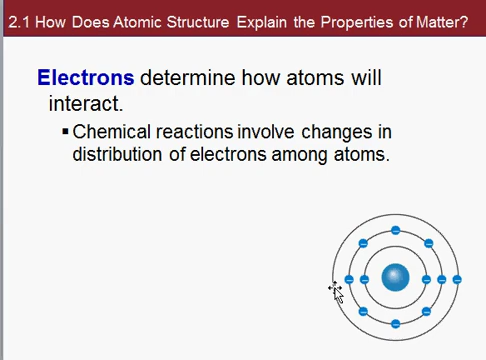 2.1 How Does Atomic Structure Explain the Properties of Matter?
Electrons determine how atoms will
interact.
▪ Chemical reactions involve changes in
distribution of electrons among atoms.